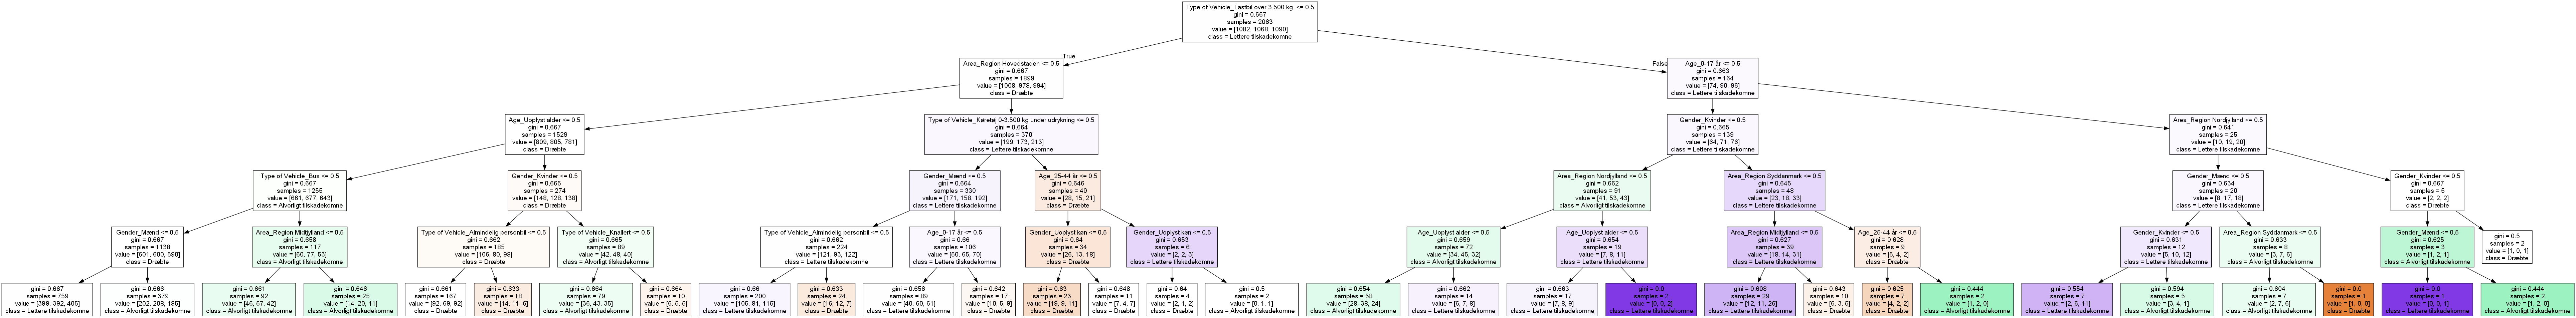 Type of Vehicle_Lastbil over 3.500 kg. <= 0.5
gini = 0.667
samples = 2063
value = [1082, 1068, 1090]
class = Lettere tilskadekomne
True
False
Area_Region Hovedstaden <= 0.5
gini = 0.667
samples = 1899
value = [1008, 978, 994]
class = Dræbte
Age_0-17 år <= 0.5
gini = 0.663
samples = 164
value = [74, 90, 96]
class = Lettere tilskadekomne
Age_Uoplyst alder <= 0.5
gini = 0.667
samples = 1529
value = [809, 805, 781]
class = Dræbte
Type of Vehicle_Køretøj 0-3.500 kg under udrykning <= 0.5
gini = 0.664
samples = 370
value = [199, 173, 213]
class = Lettere tilskadekomne
Gender_Kvinder <= 0.5
gini = 0.665
samples = 139
value = [64, 71, 76]
class = Lettere tilskadekomne
Area_Region Nordjylland <= 0.5
gini = 0.641
samples = 25
value = [10, 19, 20]
class = Lettere tilskadekomne
Type of Vehicle_Bus <= 0.5
gini = 0.667
samples = 1255
value = [661, 677, 643]
class = Alvorligt tilskadekomne
Gender_Kvinder <= 0.5
gini = 0.665
samples = 274
value = [148, 128, 138]
class = Dræbte
Gender_Mænd <= 0.5
gini = 0.664
samples = 330
value = [171, 158, 192]
class = Lettere tilskadekomne
Age_25-44 år <= 0.5
gini = 0.646
samples = 40
value = [28, 15, 21]
class = Dræbte
Area_Region Nordjylland <= 0.5
gini = 0.662
samples = 91
value = [41, 53, 43]
class = Alvorligt tilskadekomne
Area_Region Syddanmark <= 0.5
gini = 0.645
samples = 48
value = [23, 18, 33]
class = Lettere tilskadekomne
Gender_Mænd <= 0.5
gini = 0.634
samples = 20
value = [8, 17, 18]
class = Lettere tilskadekomne
Gender_Kvinder <= 0.5
gini = 0.667
samples = 5
value = [2, 2, 2]
class = Dræbte
Gender_Mænd <= 0.5
gini = 0.667
samples = 1138
value = [601, 600, 590]
class = Dræbte
Area_Region Midtjylland <= 0.5
gini = 0.658
samples = 117
value = [60, 77, 53]
class = Alvorligt tilskadekomne
Type of Vehicle_Almindelig personbil <= 0.5
gini = 0.662
samples = 185
value = [106, 80, 98]
class = Dræbte
Type of Vehicle_Knallert <= 0.5
gini = 0.665
samples = 89
value = [42, 48, 40]
class = Alvorligt tilskadekomne
Type of Vehicle_Almindelig personbil <= 0.5
gini = 0.662
samples = 224
value = [121, 93, 122]
class = Lettere tilskadekomne
Age_0-17 år <= 0.5
gini = 0.66
samples = 106
value = [50, 65, 70]
class = Lettere tilskadekomne
Gender_Uoplyst køn <= 0.5
gini = 0.64
samples = 34
value = [26, 13, 18]
class = Dræbte
Gender_Uoplyst køn <= 0.5
gini = 0.653
samples = 6
value = [2, 2, 3]
class = Lettere tilskadekomne
Age_Uoplyst alder <= 0.5
gini = 0.659
samples = 72
value = [34, 45, 32]
class = Alvorligt tilskadekomne
Age_Uoplyst alder <= 0.5
gini = 0.654
samples = 19
value = [7, 8, 11]
class = Lettere tilskadekomne
Area_Region Midtjylland <= 0.5
gini = 0.627
samples = 39
value = [18, 14, 31]
class = Lettere tilskadekomne
Age_25-44 år <= 0.5
gini = 0.628
samples = 9
value = [5, 4, 2]
class = Dræbte
Gender_Kvinder <= 0.5
gini = 0.631
samples = 12
value = [5, 10, 12]
class = Lettere tilskadekomne
Area_Region Syddanmark <= 0.5
gini = 0.633
samples = 8
value = [3, 7, 6]
class = Alvorligt tilskadekomne
Gender_Mænd <= 0.5
gini = 0.625
samples = 3
value = [1, 2, 1]
class = Alvorligt tilskadekomne
gini = 0.5
samples = 2
value = [1, 0, 1]
class = Dræbte
gini = 0.667
samples = 759
value = [399, 392, 405]
class = Lettere tilskadekomne
gini = 0.666
samples = 379
value = [202, 208, 185]
class = Alvorligt tilskadekomne
gini = 0.661
samples = 92
value = [46, 57, 42]
class = Alvorligt tilskadekomne
gini = 0.646
samples = 25
value = [14, 20, 11]
class = Alvorligt tilskadekomne
gini = 0.661
samples = 167
value = [92, 69, 92]
class = Dræbte
gini = 0.633
samples = 18
value = [14, 11, 6]
class = Dræbte
gini = 0.664
samples = 79
value = [36, 43, 35]
class = Alvorligt tilskadekomne
gini = 0.664
samples = 10
value = [6, 5, 5]
class = Dræbte
gini = 0.66
samples = 200
value = [105, 81, 115]
class = Lettere tilskadekomne
gini = 0.633
samples = 24
value = [16, 12, 7]
class = Dræbte
gini = 0.656
samples = 89
value = [40, 60, 61]
class = Lettere tilskadekomne
gini = 0.642
samples = 17
value = [10, 5, 9]
class = Dræbte
gini = 0.63
samples = 23
value = [19, 9, 11]
class = Dræbte
gini = 0.648
samples = 11
value = [7, 4, 7]
class = Dræbte
gini = 0.64
samples = 4
value = [2, 1, 2]
class = Dræbte
gini = 0.5
samples = 2
value = [0, 1, 1]
class = Alvorligt tilskadekomne
gini = 0.654
samples = 58
value = [28, 38, 24]
class = Alvorligt tilskadekomne
gini = 0.662
samples = 14
value = [6, 7, 8]
class = Lettere tilskadekomne
gini = 0.663
samples = 17
value = [7, 8, 9]
class = Lettere tilskadekomne
gini = 0.0
samples = 2
value = [0, 0, 2]
class = Lettere tilskadekomne
gini = 0.608
samples = 29
value = [12, 11, 26]
class = Lettere tilskadekomne
gini = 0.643
samples = 10
value = [6, 3, 5]
class = Dræbte
gini = 0.625
samples = 7
value = [4, 2, 2]
class = Dræbte
gini = 0.444
samples = 2
value = [1, 2, 0]
class = Alvorligt tilskadekomne
gini = 0.554
samples = 7
value = [2, 6, 11]
class = Lettere tilskadekomne
gini = 0.594
samples = 5
value = [3, 4, 1]
class = Alvorligt tilskadekomne
gini = 0.604
samples = 7
value = [2, 7, 6]
class = Alvorligt tilskadekomne
gini = 0.0
samples = 1
value = [1, 0, 0]
class = Dræbte
gini = 0.0
samples = 1
value = [0, 0, 1]
class = Lettere tilskadekomne
gini = 0.444
samples = 2
value = [1, 2, 0]
class = Alvorligt tilskadekomne